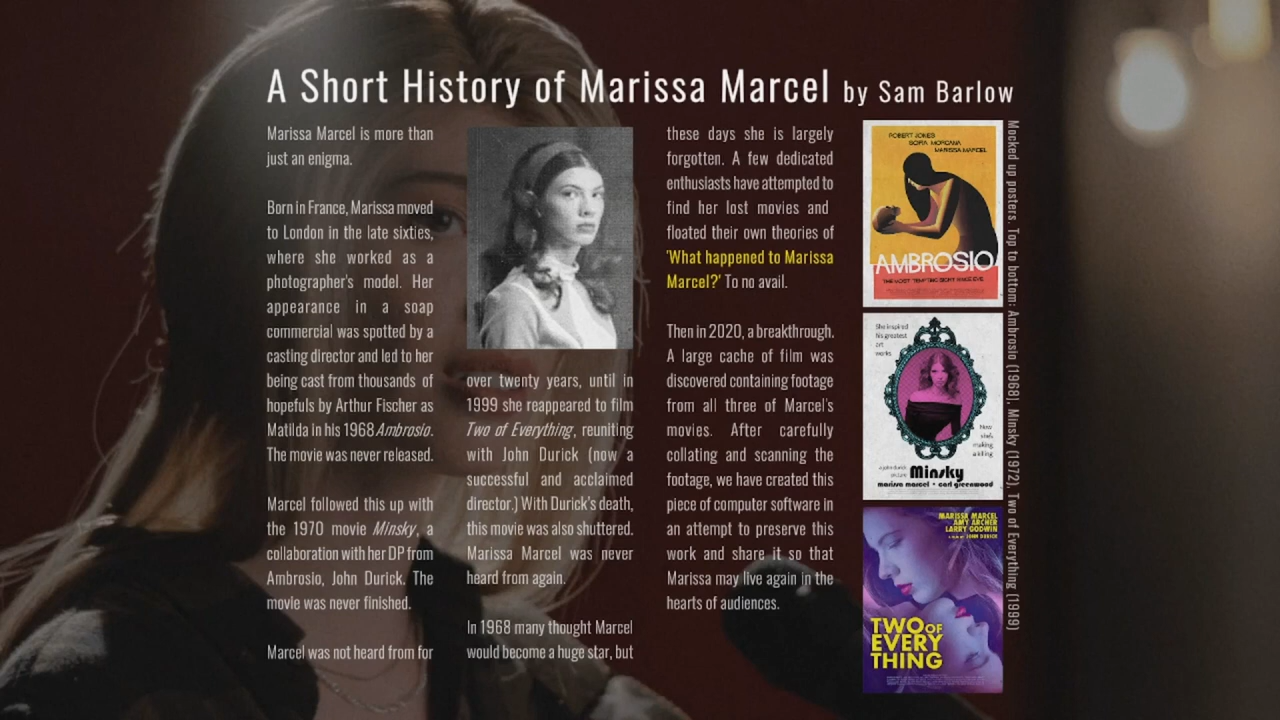 A Short History of Marissa Marcel by Sam Barlow
Marissa Marcel is more than
just an enigma.
Born in France, Marissa moved
to London in the late sixties,
where she worked as a
photographer's model. Her
appearance in a soap
commercial was spotted by a
casting director and led to her
being cast from thousands of
hopefuls by Arthur Fischer as
Matilda in his 1968 Ambrosio.
The movie was never released.
Marcel followed this up with
the 1970 movie Minsky, a
collaboration with her DP from
Ambrosio, John Durick. The
movie was never finished.
Marcel was not heard from for
over twenty years, until in
1999 she reappeared to film
Two of Everything, reuniting
with John Durick (now a
successful and acclaimed
director.) With Durick's death,
this movie was also shuttered.
Marissa Marcel was never
heard from again.
In 1968 many thought Marcel
would become a huge star, but
these days she is largely
forgotten. A few dedicated
enthusiasts have attempted to
find her lost movies and
floated their own theories of
'What happened to Marissa
Marcel?' To no avail.
Then in 2020, a breakthrough.
A large cache of film was
discovered containing footage
from all three of Marcel's
movies. After carefully
collating and scanning the
footage, we have created this
piece of computer software in
an attempt to preserve this
work and share it so that
Marissa may live again in the
hearts of audiences.
ROBERT JONES
SOFIA MORGANA
MARISSA MARCEL
AMBROSIO
She inspired
his greatest
art
works
Now
she's
making
a killing
a john durick
picture
Minsky
marissa marcel • carl greenwood
MARISSA MARCEL
AMY ARCHER
LARRY GODWIN
JOHN DURICK
TWO OF
EVERY
THING
Mocked up posters. Top to bottom: Ambrosio (1968), Minsky (1972), Two of Everything (1999)